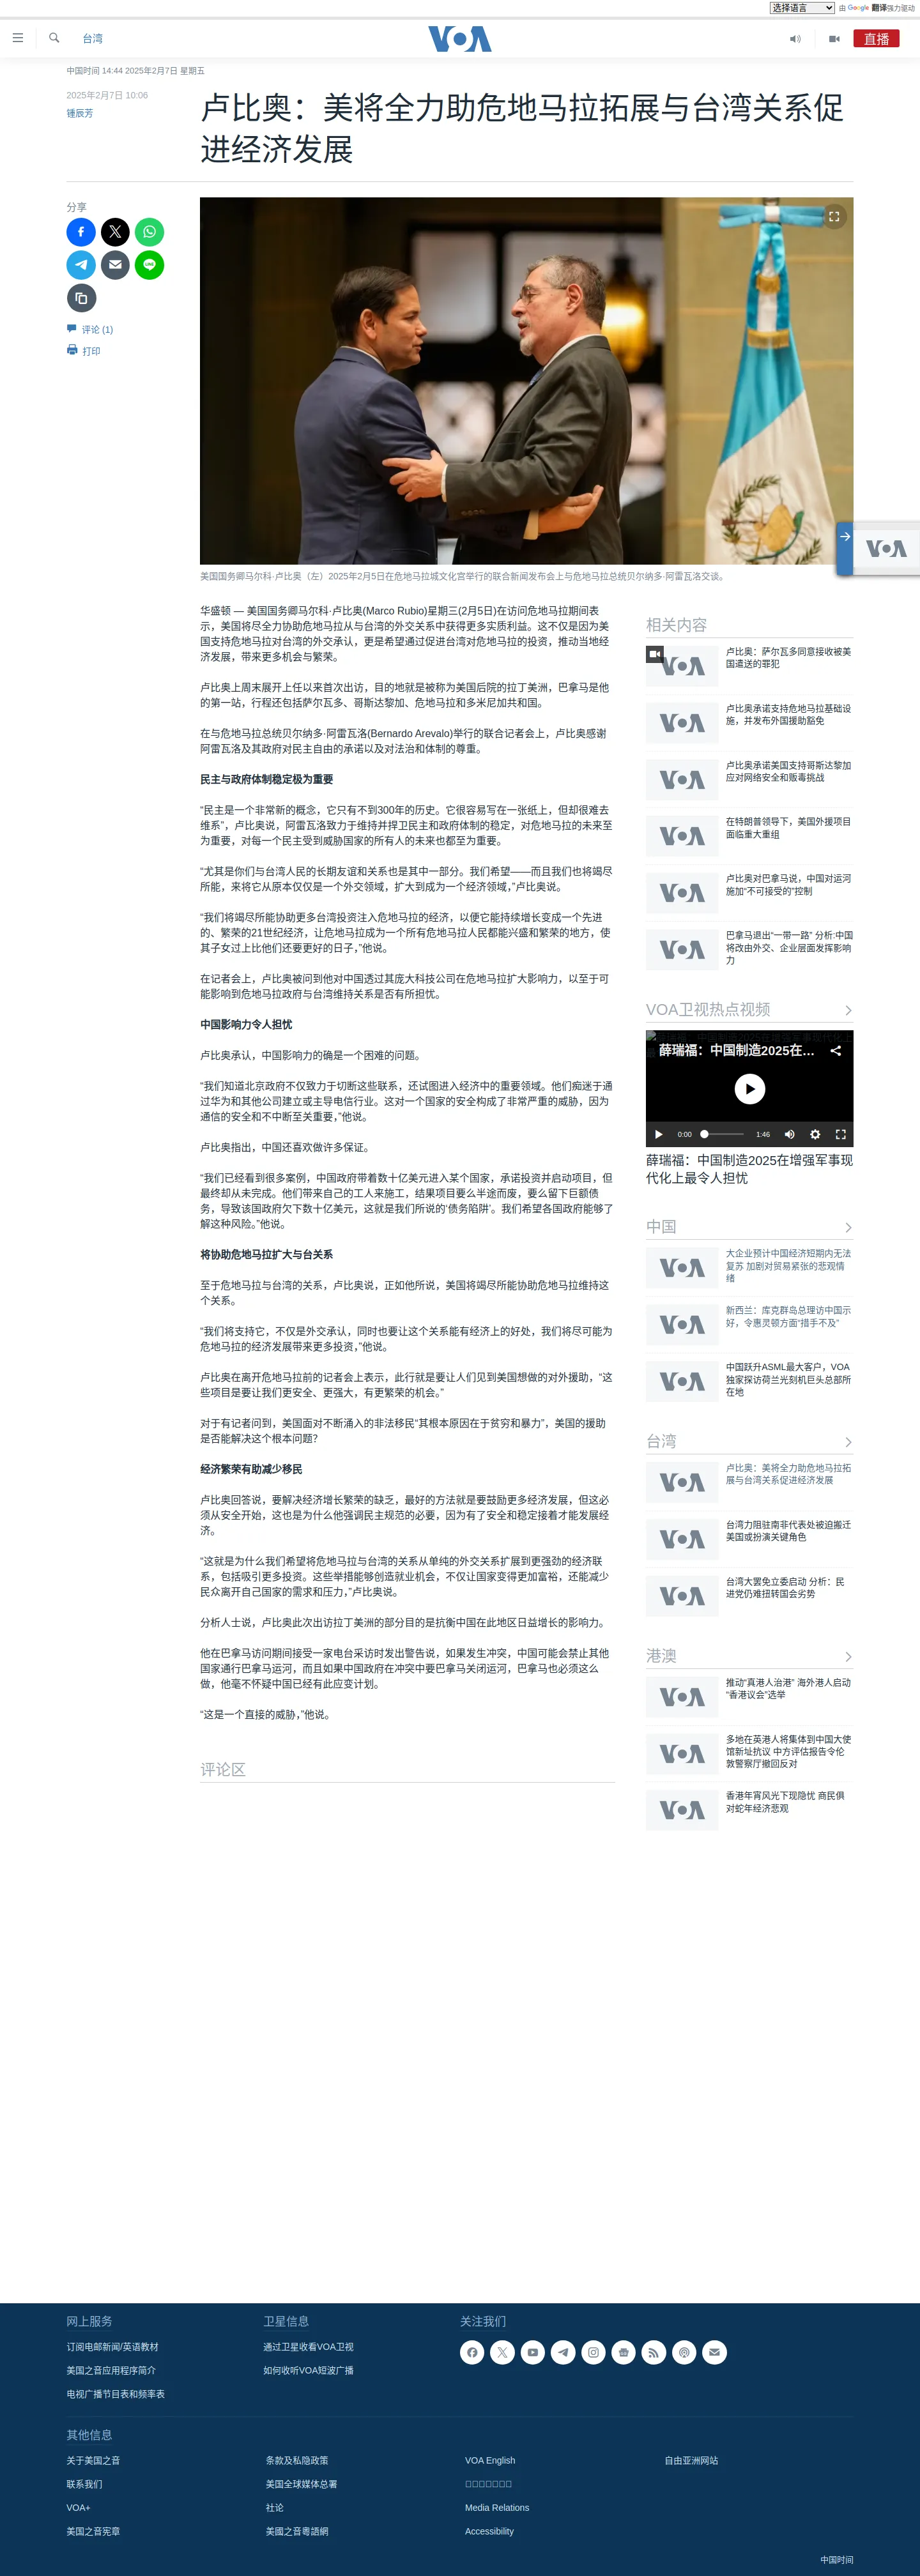 选择语言 由 Google 翻译强力驱动
台湾
VOA
直播
中国时间 14:44 2025年2月7日 星期五
2025年2月7日 10:06
锺辰芳
卢比奥：美将全力助危地马拉拓展与台湾关系促
进经济发展
分享
评论 (1)
打印
VOA
美国国务卿马尔科·卢比奥（左）2025年2月5日在危地马拉城文化宫举行的联合新闻发布会上与危地马拉总统贝尔纳多·阿雷瓦洛交谈。
华盛顿 — 美国国务卿马尔科·卢比奥(Marco Rubio)星期三(2月5日)在访问危地马拉期间表
示，美国将尽全力协助危地马拉从与台湾的外交关系中获得更多实质利益。这不仅是因为美
国支持危地马拉对台湾的外交承认，更是希望通过促进台湾对危地马拉的投资，推动当地经
济发展，带来更多机会与繁荣。
卢比奥上周末展开上任以来首次出访，目的地就是被称为美国后院的拉丁美洲，巴拿马是他
的第一站，行程还包括萨尔瓦多、哥斯达黎加、危地马拉和多米尼加共和国。
在与危地马拉总统贝尔纳多·阿雷瓦洛(Bernardo Arevalo)举行的联合记者会上，卢比奥感谢
阿雷瓦洛及其政府对民主自由的承诺以及对法治和体制的尊重。
民主与政府体制稳定极为重要
“民主是一个非常新的概念，它只有不到300年的历史。它很容易写在一张纸上，但却很难去
维系”，卢比奥说，阿雷瓦洛致力于维持并捍卫民主和政府体制的稳定，对危地马拉的未来至
为重要，对每一个民主受到威胁国家的所有人的未来也都至为重要。
“尤其是你们与台湾人民的长期友谊和关系也是其中一部分。我们希望——而且我们也将竭尽
所能，来将它从原本仅仅是一个外交领域，扩大到成为一个经济领域，”卢比奥说。
“我们将竭尽所能协助更多台湾投资注入危地马拉的经济，以便它能持续增长变成一个先进
的、繁荣的21世纪经济，让危地马拉成为一个所有危地马拉人民都能兴盛和繁荣的地方，使
其子女过上比他们还要更好的日子，”他说。
在记者会上，卢比奥被问到他对中国透过其庞大科技公司在危地马拉扩大影响力，以至于可
能影响到危地马拉政府与台湾维持关系是否有所担忧。
中国影响力令人担忧
卢比奥承认，中国影响力的确是一个困难的问题。
“我们知道北京政府不仅致力于切断这些联系，还试图进入经济中的重要领域。他们痴迷于通
过华为和其他公司建立或主导电信行业。这对一个国家的安全构成了非常严重的威胁，因为
通信的安全和不中断至关重要，”他说。
卢比奥指出，中国还喜欢做许多保证。
“我们已经看到很多案例，中国政府带着数十亿美元进入某个国家，承诺投资并启动项目，但
最终却从未完成。他们带来自己的工人来施工，结果项目要么半途而废，要么留下巨额债
务，导致该国政府欠下数十亿美元，这就是我们所说的‘债务陷阱’。我们希望各国政府能够了
解这种风险。”他说。
将协助危地马拉扩大与台关系
至于危地马拉与台湾的关系，卢比奥说，正如他所说，美国将竭尽所能协助危地马拉维持这
个关系。
“我们将支持它，不仅是外交承认，同时也要让这个关系能有经济上的好处，我们将尽可能为
危地马拉的经济发展带来更多投资，”他说。
卢比奥在离开危地马拉前的记者会上表示，此行就是要让人们见到美国想做的对外援助，“这
些项目是要让我们更安全、更强大，有更繁荣的机会。”
对于有记者问到，美国面对不断涌入的非法移民“其根本原因在于贫穷和暴力”，美国的援助
是否能解决这个根本问题？
经济繁荣有助减少移民
卢比奥回答说，要解决经济增长繁荣的缺乏，最好的方法就是要鼓励更多经济发展，但这必
须从安全开始，这也是为什么他强调民主规范的必要，因为有了安全和稳定接着才能发展经
济。
“这就是为什么我们希望将危地马拉与台湾的关系从单纯的外交关系扩展到更强劲的经济联
系，包括吸引更多投资。这些举措能够创造就业机会，不仅让国家变得更加富裕，还能减少
民众离开自己国家的需求和压力，”卢比奥说。
分析人士说，卢比奥此次出访拉丁美洲的部分目的是抗衡中国在此地区日益增长的影响力。
他在巴拿马访问期间接受一家电台采访时发出警告说，如果发生冲突，中国可能会禁止其他
国家通行巴拿马运河，而且如果中国政府在冲突中要巴拿马关闭运河，巴拿马也必须这么
做，他毫不怀疑中国已经有此应变计划。
“这是一个直接的威胁，”他说。
评论区
相关内容
VOA
卢比奥：萨尔瓦多同意接收被美
国遣送的罪犯
VOA
卢比奥承诺支持危地马拉基础设
施，并发布外国援助豁免
VOA
卢比奥承诺美国支持哥斯达黎加
应对网络安全和贩毒挑战
VOA
在特朗普领导下，美国外援项目
面临重大重组
VOA
卢比奥对巴拿马说，中国对运河
施加“不可接受的”控制
VOA
巴拿马退出“一带一路” 分析:中国
将改由外交、企业层面发挥影响
力
VOA卫视热点视频
薛瑞福：中国制造2025在…
0:00 1:46
薛瑞福：中国制造2025在增强军事现
代化上最令人担忧
中国
VOA
大企业预计中国经济短期内无法
复苏 加剧对贸易紧张的悲观情
绪
VOA
新西兰：库克群岛总理访中国示
好，令惠灵顿方面“措手不及”
VOA
中国跃升ASML最大客户，VOA
独家探访荷兰光刻机巨头总部所
在地
台湾
VOA
卢比奥：美将全力助危地马拉拓
展与台湾关系促进经济发展
VOA
台湾力阻驻南非代表处被迫搬迁
美国或扮演关键角色
VOA
台湾大罢免立委启动 分析：民
进党仍难扭转国会劣势
港澳
VOA
推动“真港人治港” 海外港人启动
“香港议会”选举
VOA
多地在英港人将集体到中国大使
馆新址抗议 中方评估报告令伦
敦警察厅撤回反对
VOA
香港年宵风光下现隐忧 商民俱
对蛇年经济悲观
网上服务
订阅电邮新闻/英语教材
美国之音应用程序简介
电视广播节目表和频率表
卫星信息
通过卫星收看VOA卫视
如何收听VOA短波广播
关注我们
其他信息
关于美国之音
联系我们
VOA+
美国之音宪章
条款及私隐政策
美国全球媒体总署
社论
美國之音粵語網
VOA English
Media Relations
Accessibility
自由亚洲网站
中国时间